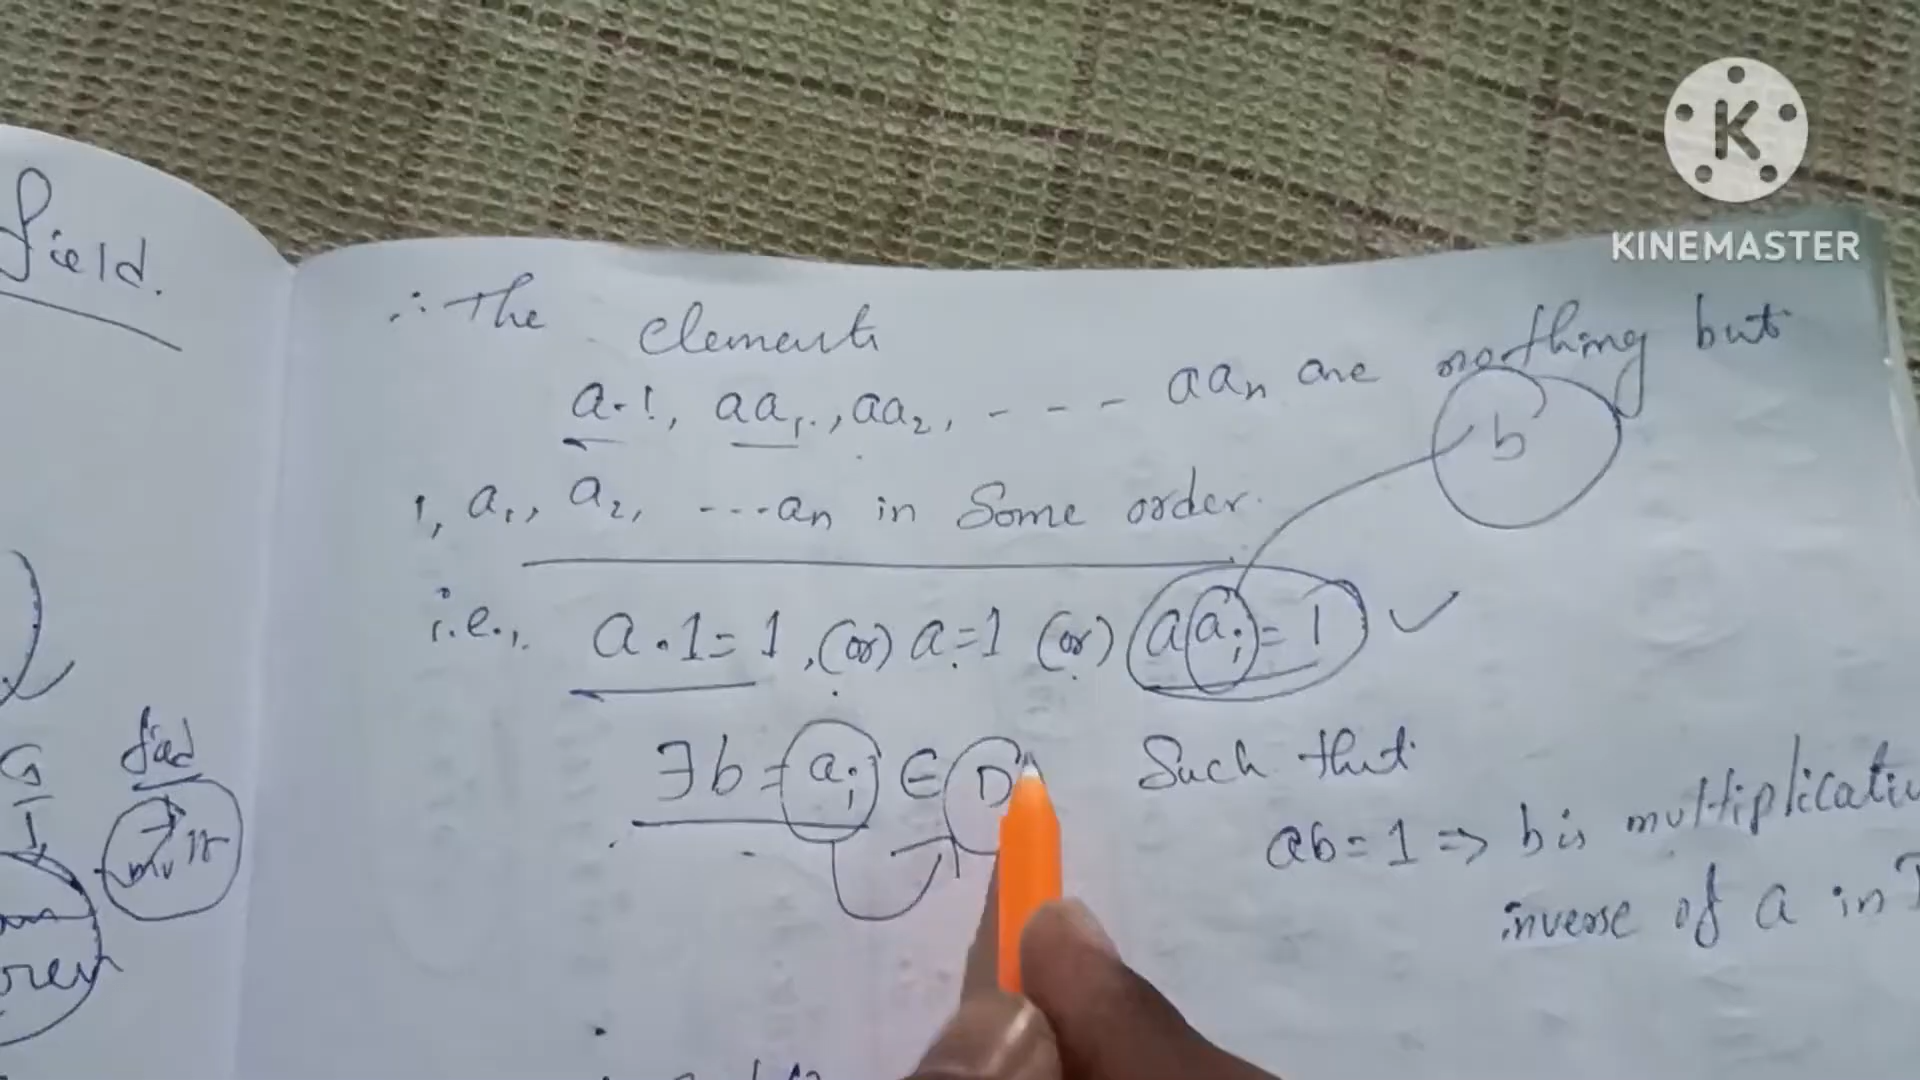 KINEMASTER
field.
∴ The elements
a·1, aa₁., aa₂, - - - - aaₙ are nothing but
b
1, a₁, a₂, ---aₙ in Some order.
i.e., a·1=1, (or) a=1 (or) aaᵢ=1 ✓
∃ b = aᵢ ∈ D Such that
ab=1 ⇒ b is multiplicative
inverse of a in